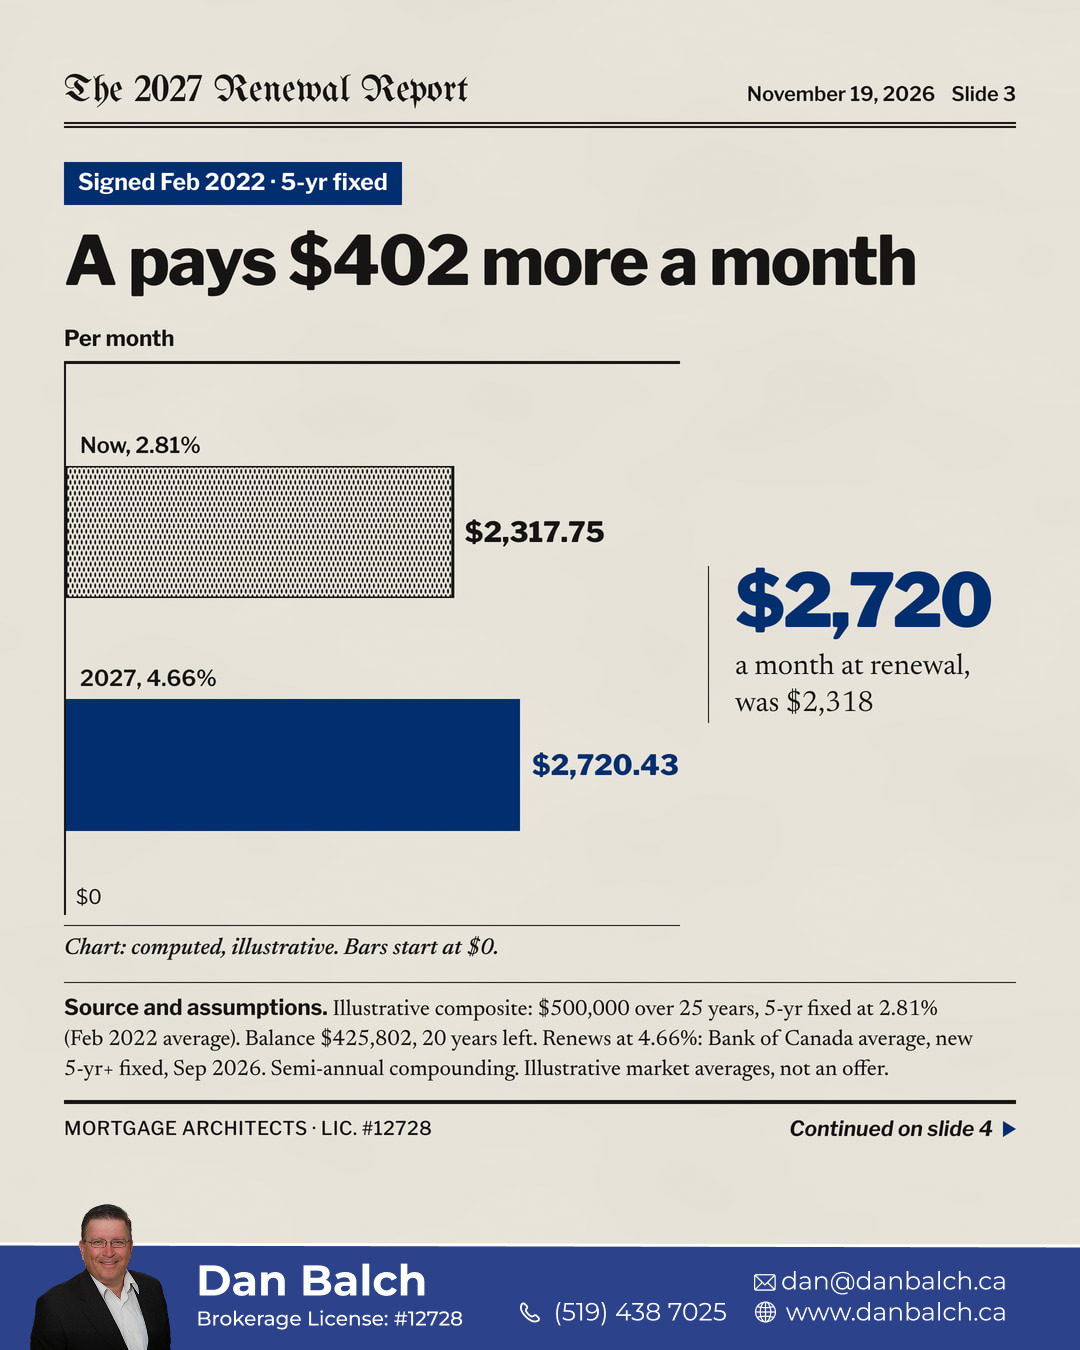 The 2027 Renewal Report
November 19, 2026 Slide 3
Signed Feb 2022 · 5-yr fixed
A pays $402 more a month
Per month
Now, 2.81%
$2,317.75
2027, 4.66%
$2,720.43
$0
$2,720
a month at renewal,
was $2,318
Chart: computed, illustrative. Bars start at $0.
Source and assumptions. Illustrative composite: $500,000 over 25 years, 5-yr fixed at 2.81%
(Feb 2022 average). Balance $425,802, 20 years left. Renews at 4.66%: Bank of Canada average, new
5-yr+ fixed, Sep 2026. Semi-annual compounding. Illustrative market averages, not an offer.
MORTGAGE ARCHITECTS · LIC. #12728
Continued on slide 4
Dan Balch
Brokerage License: #12728
(519) 438 7025
dan@danbalch.ca
www.danbalch.ca